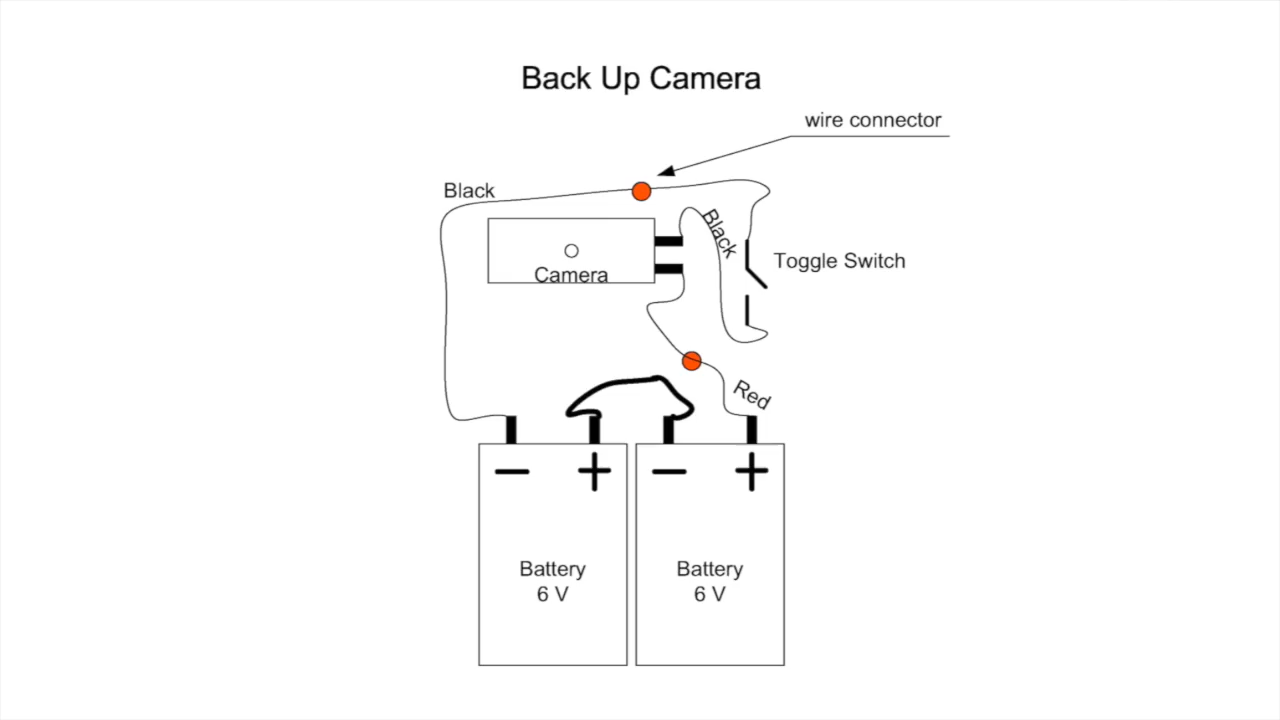 Back Up Camera
wire connector
Black
Black
Toggle Switch
Camera
Red
− + − +
Battery
6 V
Battery
6 V